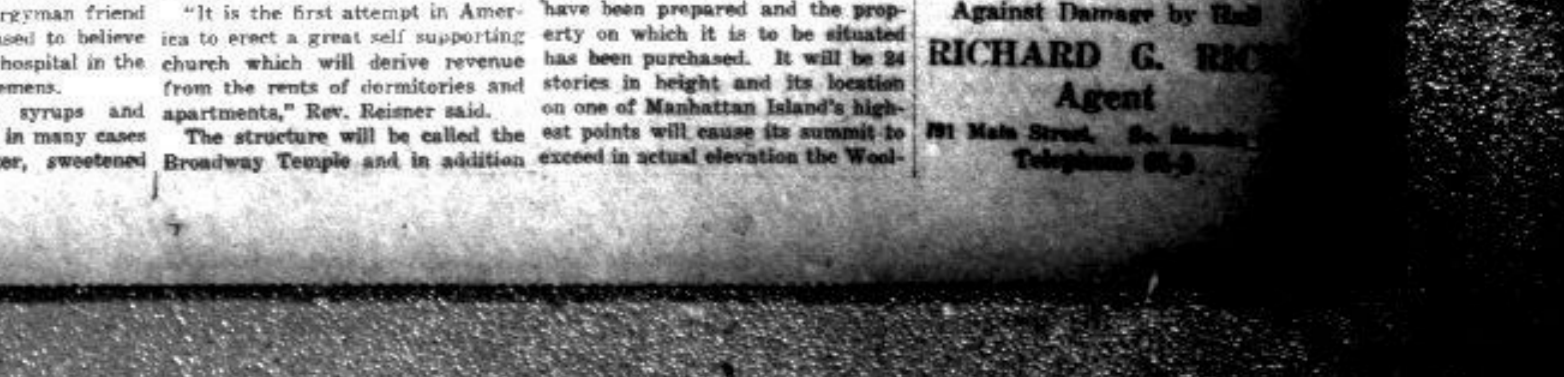 rgyman friend
sed to believe
hospital in the
emens.
syrups and
in many cases
er, sweetened
"It is the first attempt in Amer-
ica to erect a great self supporting
church which will derive revenue
from the rents of dormitories and
apartments," Rev. Reisner said.
The structure will be called the
Broadway Temple and in addition
have been prepared and the prop-
erty on which it is to be situated
has been purchased. It will be 24
stories in height and its location
on one of Manhattan Island's high-
est points will cause its summit to
exceed in actual elevation the Wool-
Against Damage by Hail
RICHARD G. RIC
Agent
Main Street, So.
Telephone